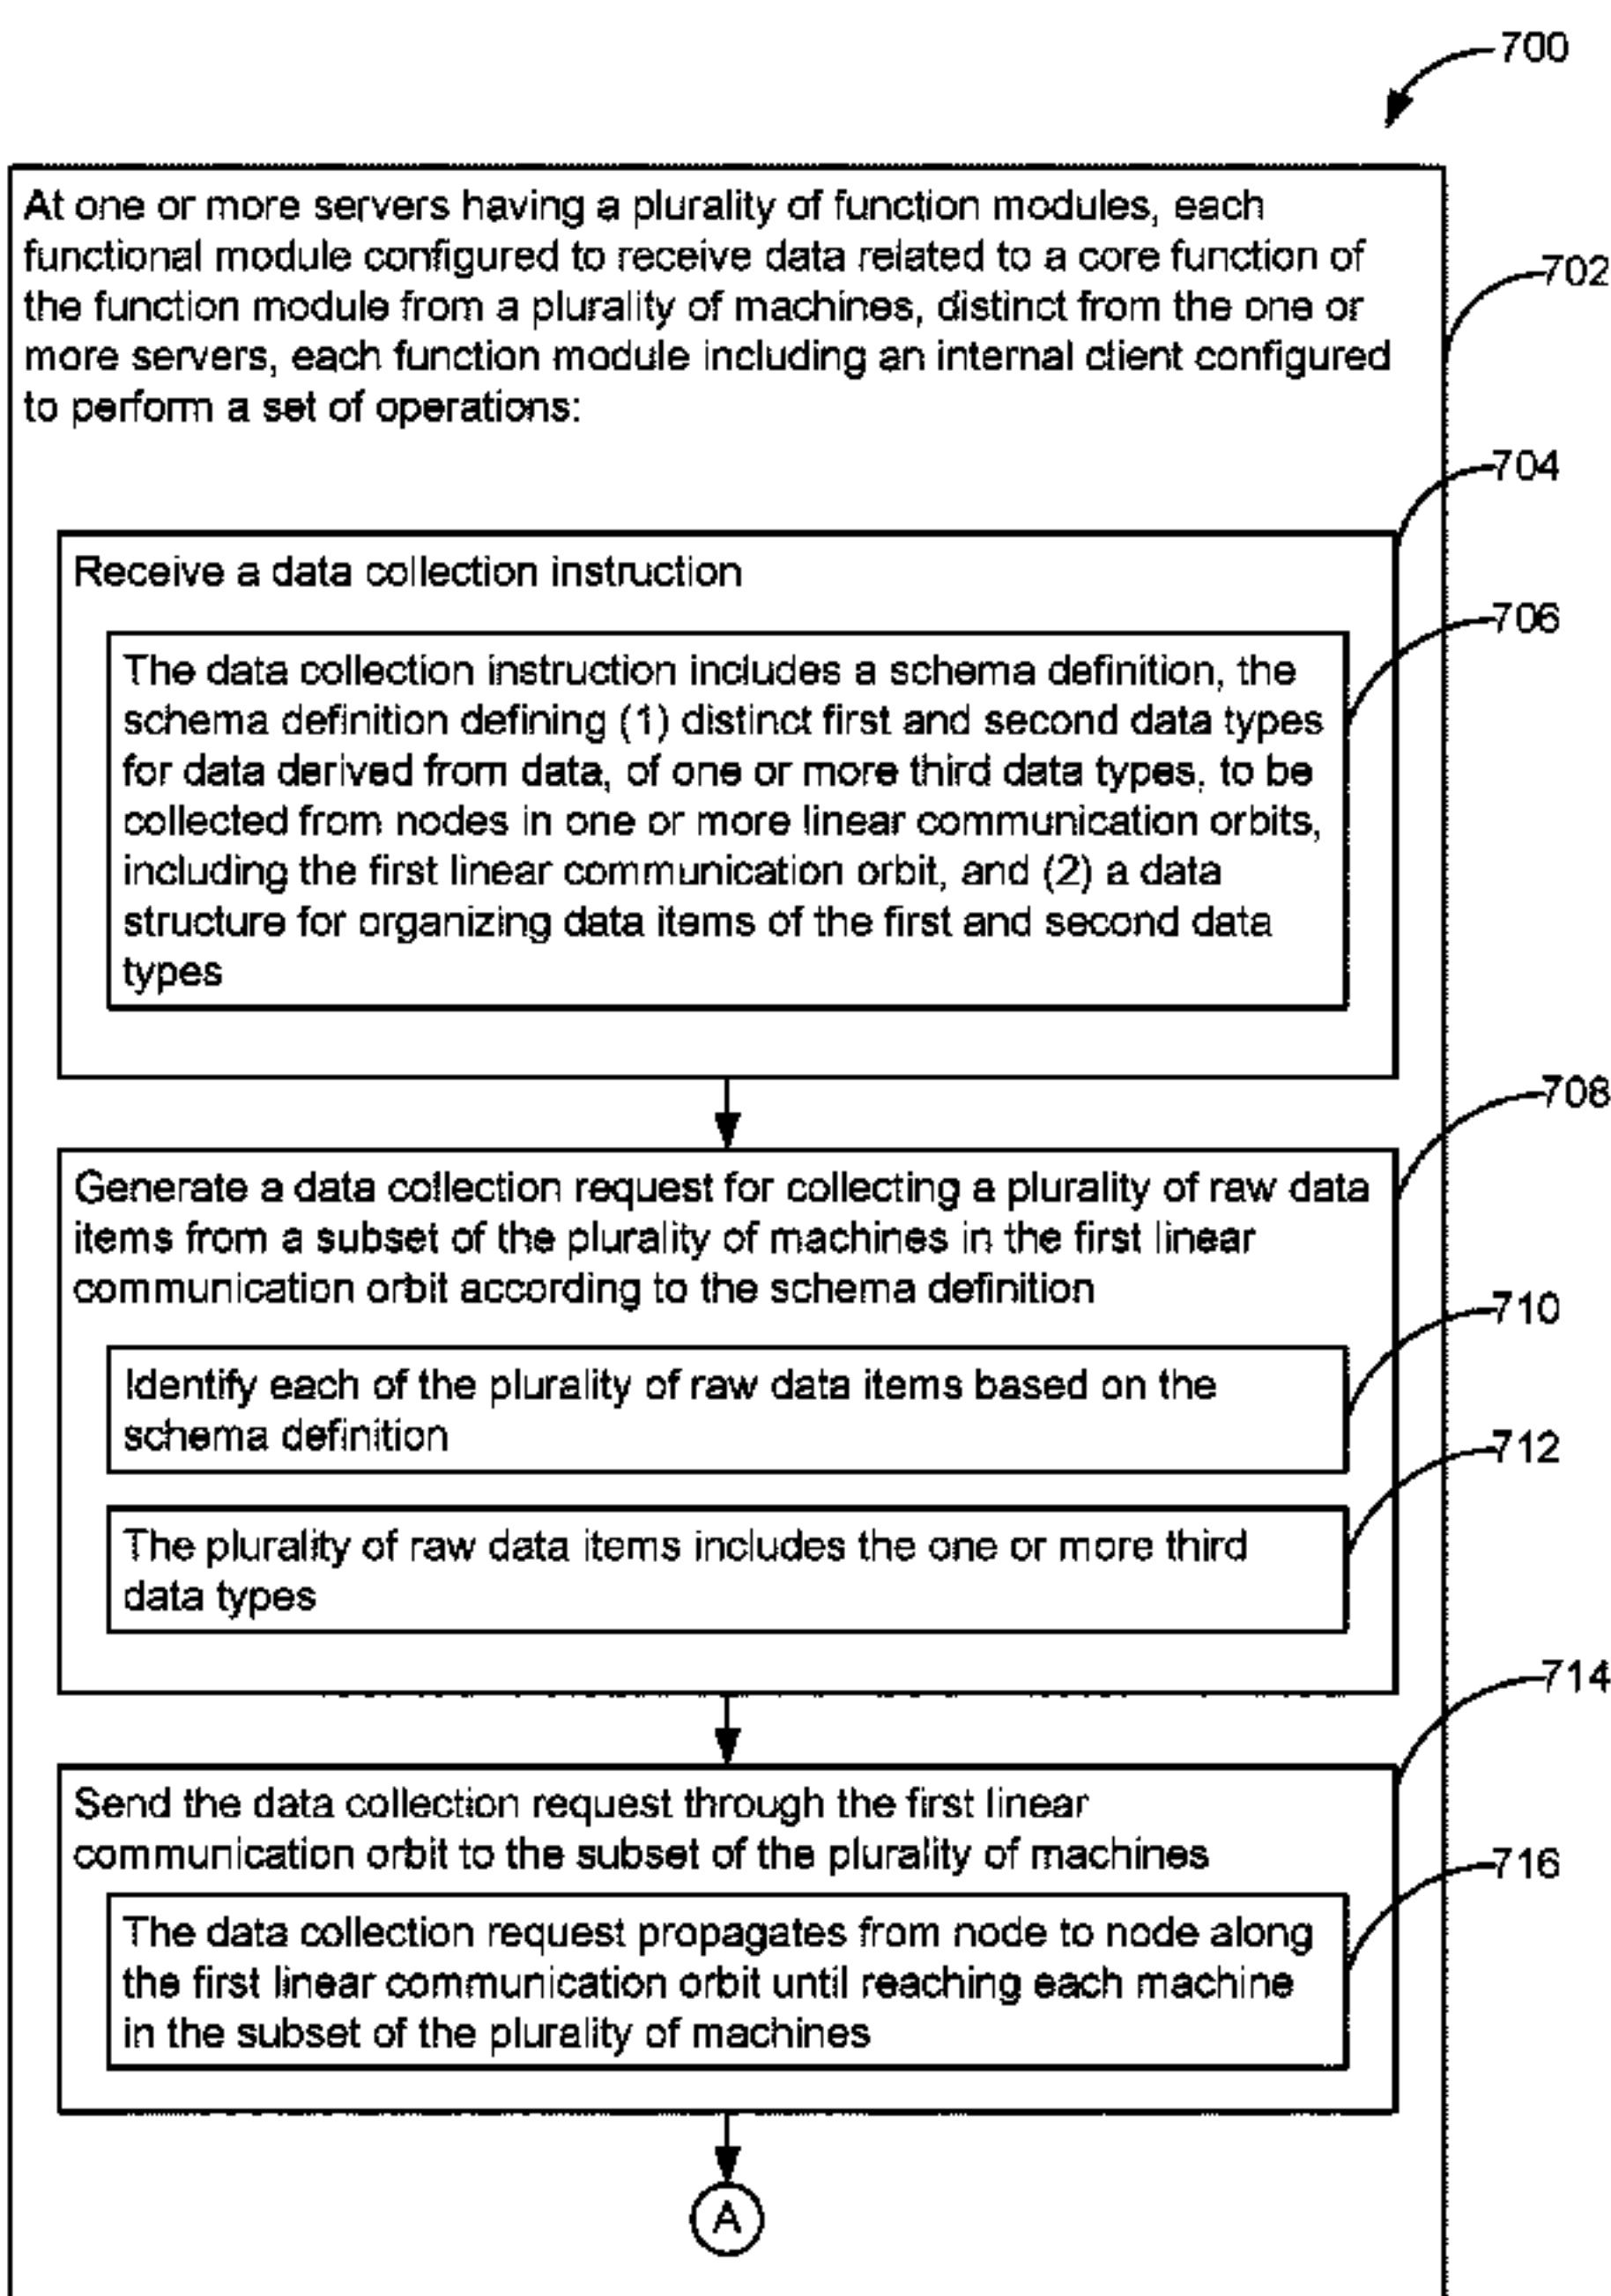 700
At one or more servers having a plurality of function modules, each
functional module configured to receive data related to a core function of
the function module from a plurality of machines, distinct from the one or
more servers, each function module including an internal client configured
to perform a set of operations:
702
704
Receive a data collection instruction
706
The data collection instruction includes a schema definition, the
schema definition defining (1) distinct first and second data types
for data derived from data, of one or more third data types, to be
collected from nodes in one or more linear communication orbits,
including the first linear communication orbit, and (2) a data
structure for organizing data items of the first and second data
types
708
Generate a data collection request for collecting a plurality of raw data
items from a subset of the plurality of machines in the first linear
communication orbit according to the schema definition
710
Identify each of the plurality of raw data items based on the
schema definition
712
The plurality of raw data items includes the one or more third
data types
714
Send the data collection request through the first linear
communication orbit to the subset of the plurality of machines
716
The data collection request propagates from node to node along
the first linear communication orbit until reaching each machine
in the subset of the plurality of machines
A